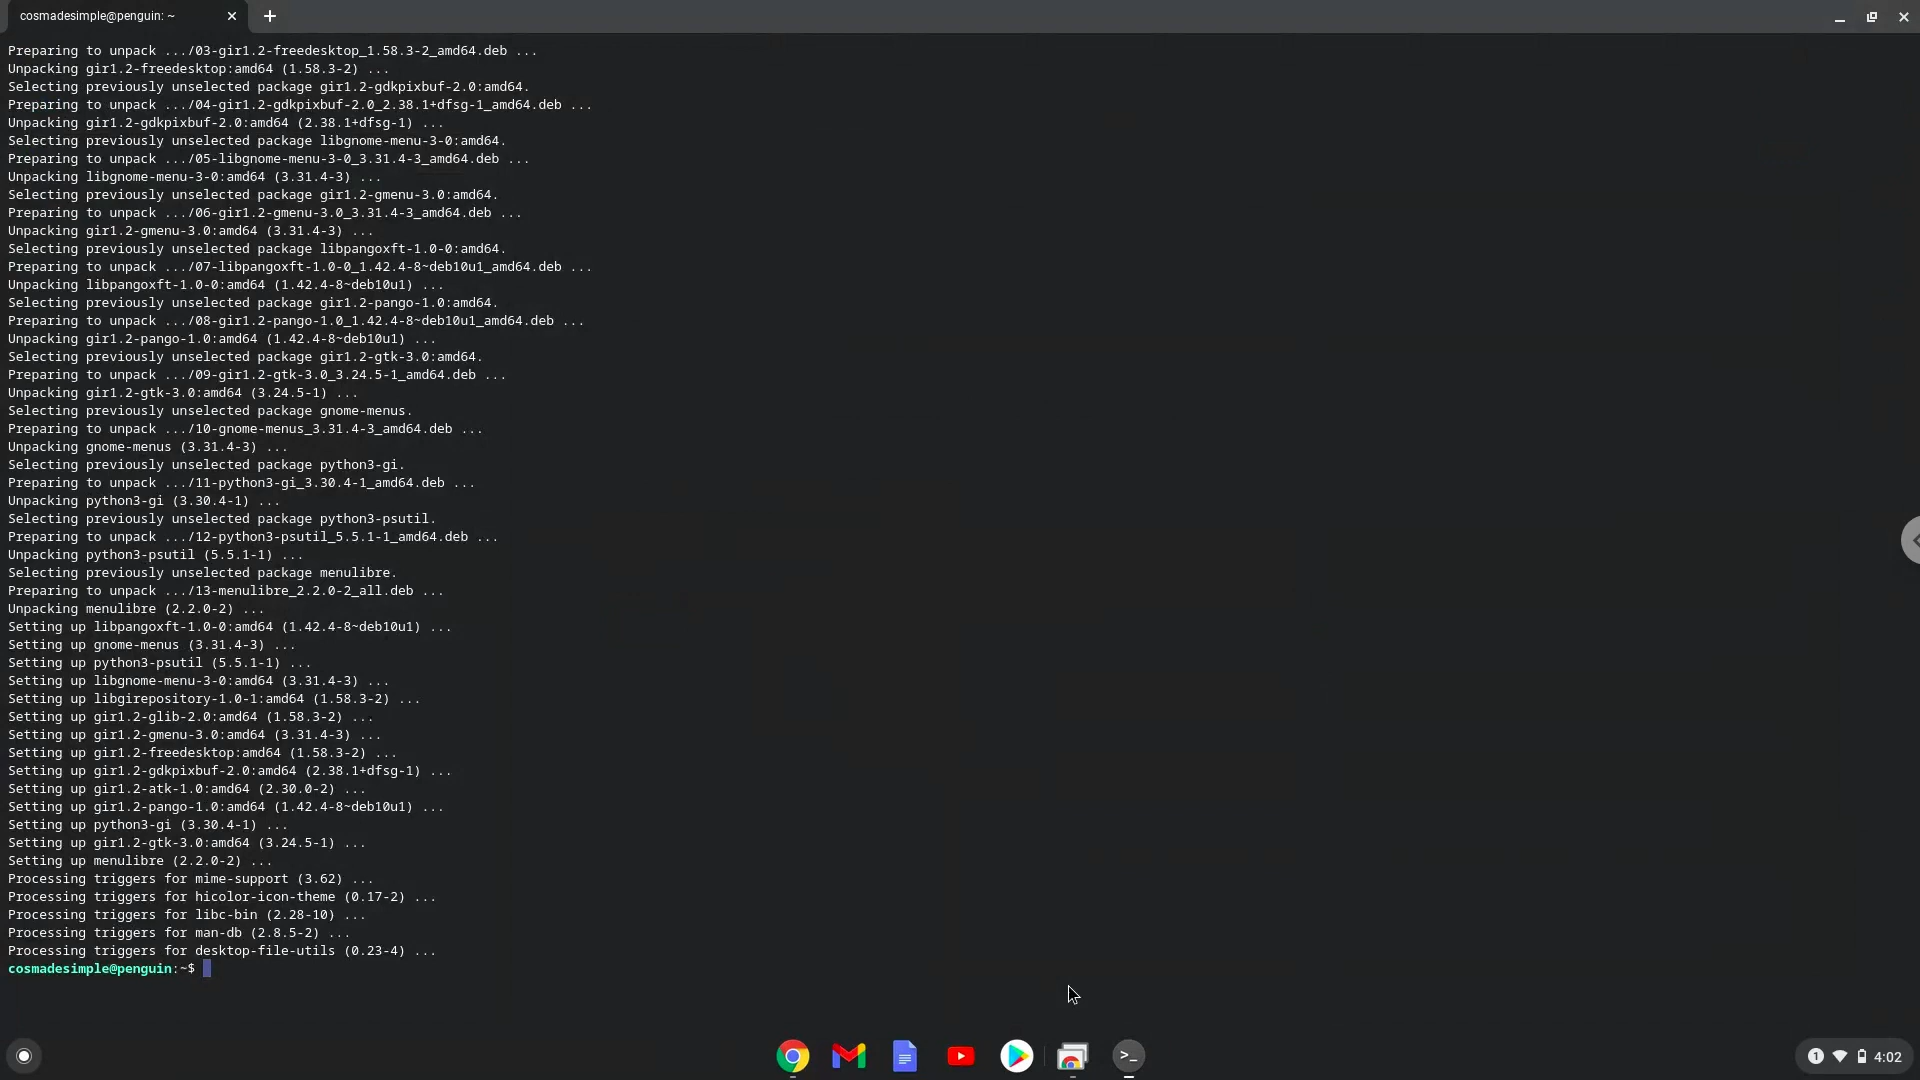 cosmadesimple@penguin: ~
Preparing to unpack .../03-gir1.2-freedesktop_1.58.3-2_amd64.deb ...
Unpacking gir1.2-freedesktop:amd64 (1.58.3-2) ...
Selecting previously unselected package gir1.2-gdkpixbuf-2.0:amd64.
Preparing to unpack .../04-gir1.2-gdkpixbuf-2.0_2.38.1+dfsg-1_amd64.deb ...
Unpacking gir1.2-gdkpixbuf-2.0:amd64 (2.38.1+dfsg-1) ...
Selecting previously unselected package libgnome-menu-3-0:amd64.
Preparing to unpack .../05-libgnome-menu-3-0_3.31.4-3_amd64.deb ...
Unpacking libgnome-menu-3-0:amd64 (3.31.4-3) ...
Selecting previously unselected package gir1.2-gmenu-3.0:amd64.
Preparing to unpack .../06-gir1.2-gmenu-3.0_3.31.4-3_amd64.deb ...
Unpacking gir1.2-gmenu-3.0:amd64 (3.31.4-3) ...
Selecting previously unselected package libpangoxft-1.0-0:amd64.
Preparing to unpack .../07-libpangoxft-1.0-0_1.42.4-8~deb10u1_amd64.deb ...
Unpacking libpangoxft-1.0-0:amd64 (1.42.4-8~deb10u1) ...
Selecting previously unselected package gir1.2-pango-1.0:amd64.
Preparing to unpack .../08-gir1.2-pango-1.0_1.42.4-8~deb10u1_amd64.deb ...
Unpacking gir1.2-pango-1.0:amd64 (1.42.4-8~deb10u1) ...
Selecting previously unselected package gir1.2-gtk-3.0:amd64.
Preparing to unpack .../09-gir1.2-gtk-3.0_3.24.5-1_amd64.deb ...
Unpacking gir1.2-gtk-3.0:amd64 (3.24.5-1) ...
Selecting previously unselected package gnome-menus.
Preparing to unpack .../10-gnome-menus_3.31.4-3_amd64.deb ...
Unpacking gnome-menus (3.31.4-3) ...
Selecting previously unselected package python3-gi.
Preparing to unpack .../11-python3-gi_3.30.4-1_amd64.deb ...
Unpacking python3-gi (3.30.4-1) ...
Selecting previously unselected package python3-psutil.
Preparing to unpack .../12-python3-psutil_5.5.1-1_amd64.deb ...
Unpacking python3-psutil (5.5.1-1) ...
Selecting previously unselected package menulibre.
Preparing to unpack .../13-menulibre_2.2.0-2_all.deb ...
Unpacking menulibre (2.2.0-2) ...
Setting up libpangoxft-1.0-0:amd64 (1.42.4-8~deb10u1) ...
Setting up gnome-menus (3.31.4-3) ...
Setting up python3-psutil (5.5.1-1) ...
Setting up libgnome-menu-3-0:amd64 (3.31.4-3) ...
Setting up libgirepository-1.0-1:amd64 (1.58.3-2) ...
Setting up gir1.2-glib-2.0:amd64 (1.58.3-2) ...
Setting up gir1.2-gmenu-3.0:amd64 (3.31.4-3) ...
Setting up gir1.2-freedesktop:amd64 (1.58.3-2) ...
Setting up gir1.2-gdkpixbuf-2.0:amd64 (2.38.1+dfsg-1) ...
Setting up gir1.2-atk-1.0:amd64 (2.30.0-2) ...
Setting up gir1.2-pango-1.0:amd64 (1.42.4-8~deb10u1) ...
Setting up python3-gi (3.30.4-1) ...
Setting up gir1.2-gtk-3.0:amd64 (3.24.5-1) ...
Setting up menulibre (2.2.0-2) ...
Processing triggers for mime-support (3.62) ...
Processing triggers for hicolor-icon-theme (0.17-2) ...
Processing triggers for libc-bin (2.28-10) ...
Processing triggers for man-db (2.8.5-2) ...
Processing triggers for desktop-file-utils (0.23-4) ...
cosmadesimple@penguin:~$
>_
1 4:02